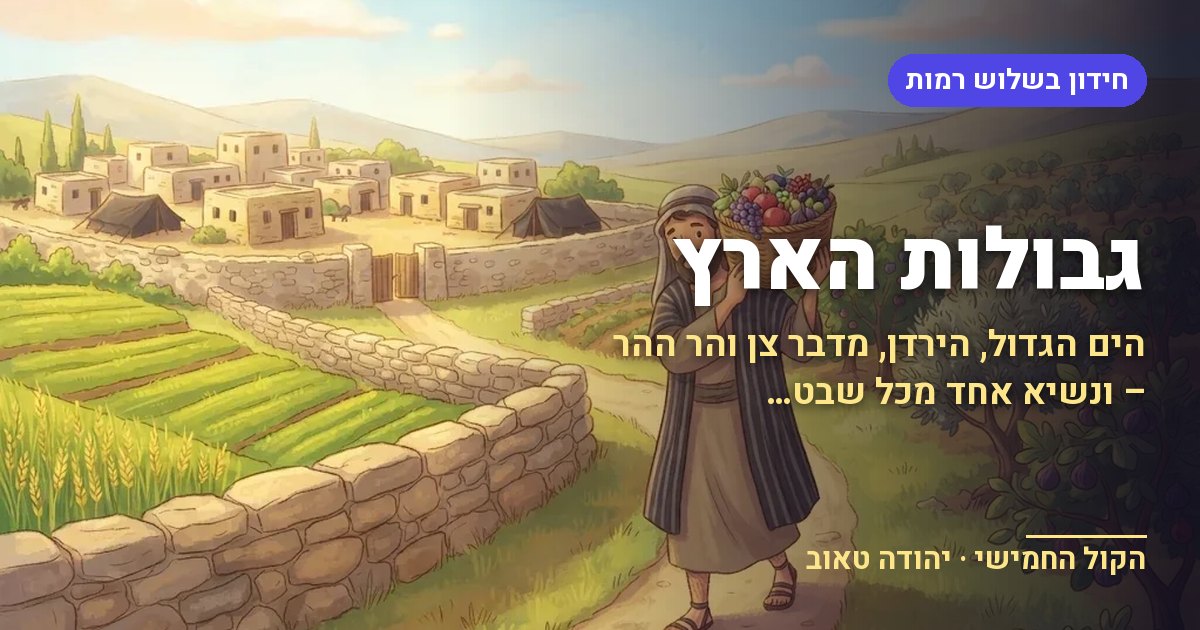 חידון בשלוש רמות
גבולות הארץ
הים הגדול, הירדן, מדבר צן והר ההר
– ונשיא אחד מכל שבט...
הקול החמישי · יהודה טאוב